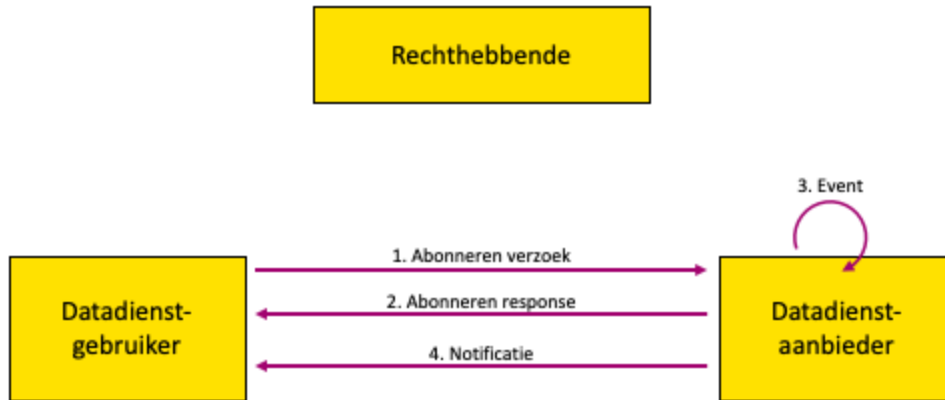 Rechthebbende
3. Event
1. Abonneren verzoek
Datadienst-
gebruiker
2. Abonneren response
Datadienst-
aanbieder
4. Notificatie